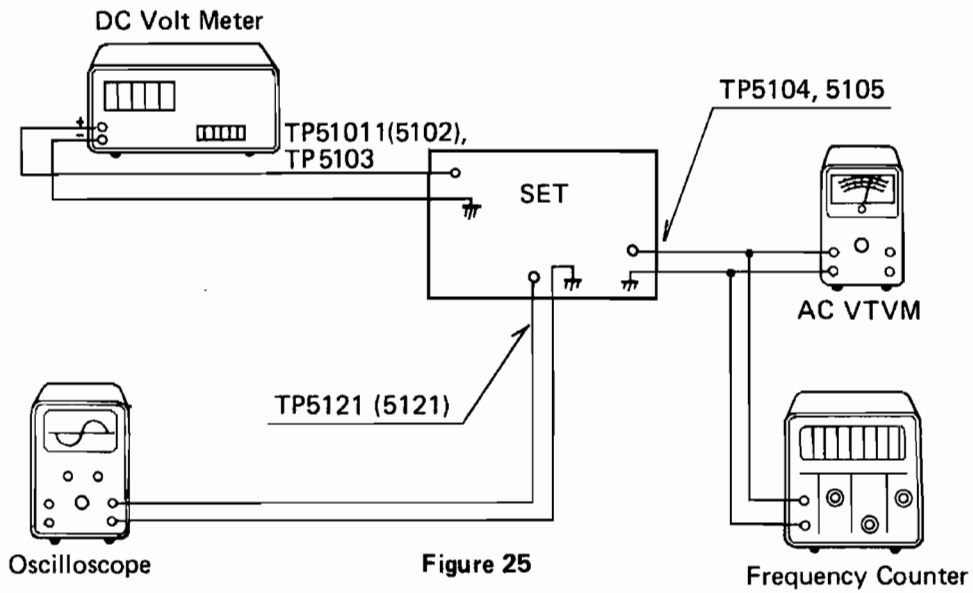 DC Volt Meter
+
-
TP51011(5102),
TP5103
SET
TP5104, 5105
AC VTVM
TP5121 (5121)
Oscilloscope
Figure 25
Frequency Counter